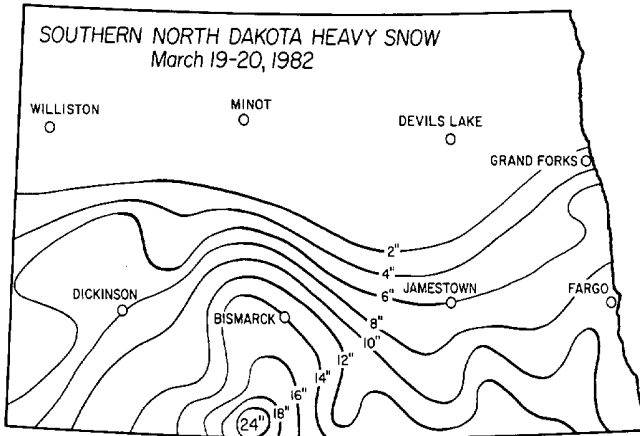 SOUTHERN NORTH DAKOTA HEAVY SNOW
March 19-20, 1982
WILLISTON
MINOT
DEVILS LAKE
GRAND FORKS
2"
4"
6"
JAMESTOWN
FARGO
DICKINSON
BISMARCK
8"
10"
12"
14"
16"
18"
24"